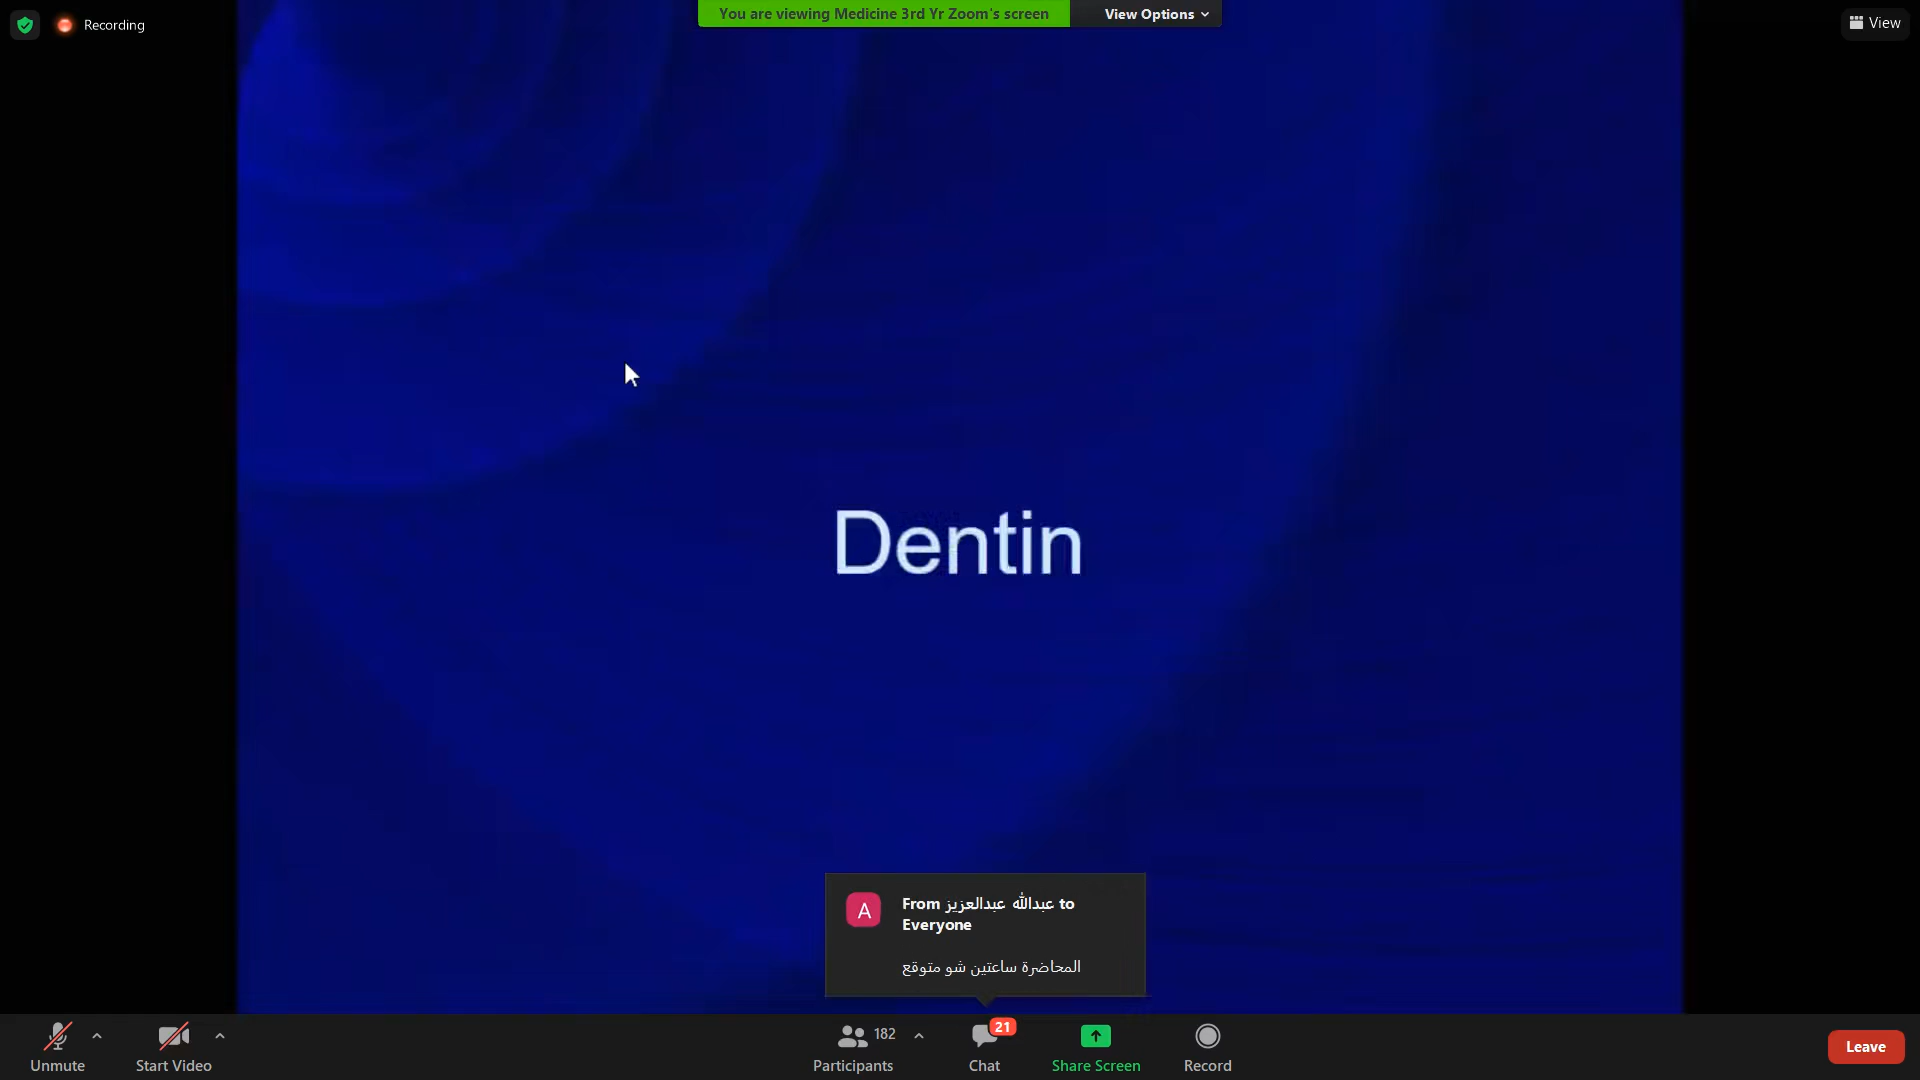 Recording
You are viewing Medicine 3rd Yr Zoom's screen
View Options
View
Dentin
A
From عبدالله عبدالعزيز to
Everyone
المحاضرة ساعتين شو متوقع
Unmute
Start Video
182
Participants
21
Chat
Share Screen
Record
Leave